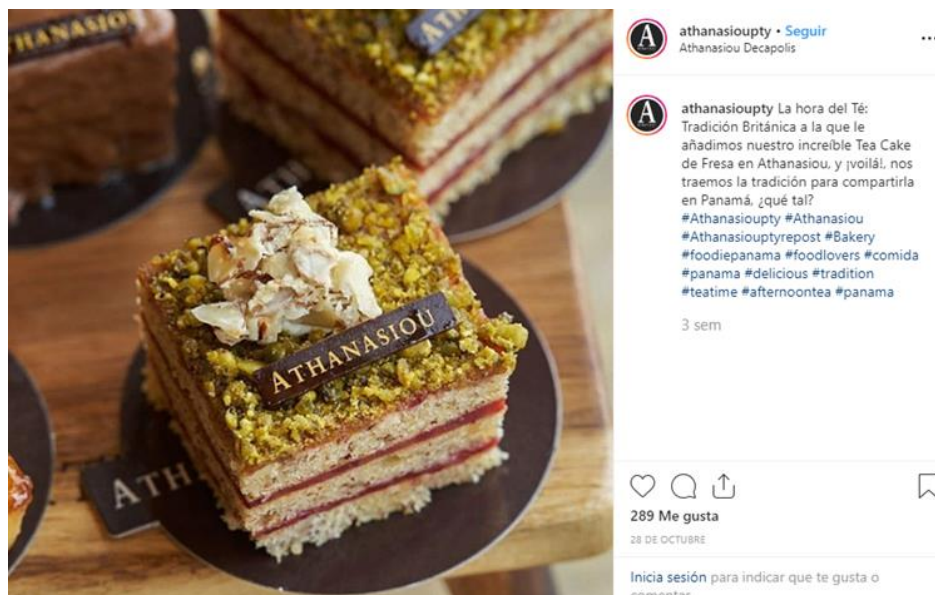 THANASIOU
ATHA
ATHANASIOU
ATH
A
athanasioupty • Seguir
Athanasiou Decapolis
...
A
athanasioupty La hora del Té:
Tradición Británica a la que le
añadimos nuestro increíble Tea Cake
de Fresa en Athanasiou, y ¡voilá!, nos
traemos la tradición para compartirla
en Panamá, ¿qué tal?
#Athanasioupty #Athanasiou
#Athanasiouptyrepost #Bakery
#foodiepanama #foodlovers #comida
#panama #delicious #tradition
#teatime #afternoontea #panama
3 sem
289 Me gusta
28 DE OCTUBRE
Inicia sesión para indicar que te gusta o
comentar.